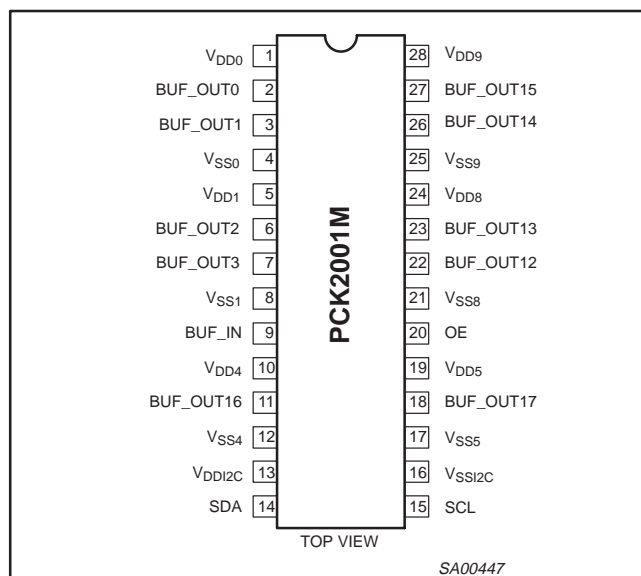 VDD0 1 28 VDD9
BUF_OUT0 2 27 BUF_OUT15
BUF_OUT1 3 26 BUF_OUT14
VSS0 4 25 VSS9
VDD1 5 24 VDD8
BUF_OUT2 6 23 BUF_OUT13
BUF_OUT3 7 22 BUF_OUT12
VSS1 8 21 VSS8
BUF_IN 9 20 OE
VDD4 10 19 VDD5
BUF_OUT16 11 18 BUF_OUT17
VSS4 12 17 VSS5
VDDI2C 13 16 VSSI2C
SDA 14 15 SCL
PCK2001M
TOP VIEW
SA00447